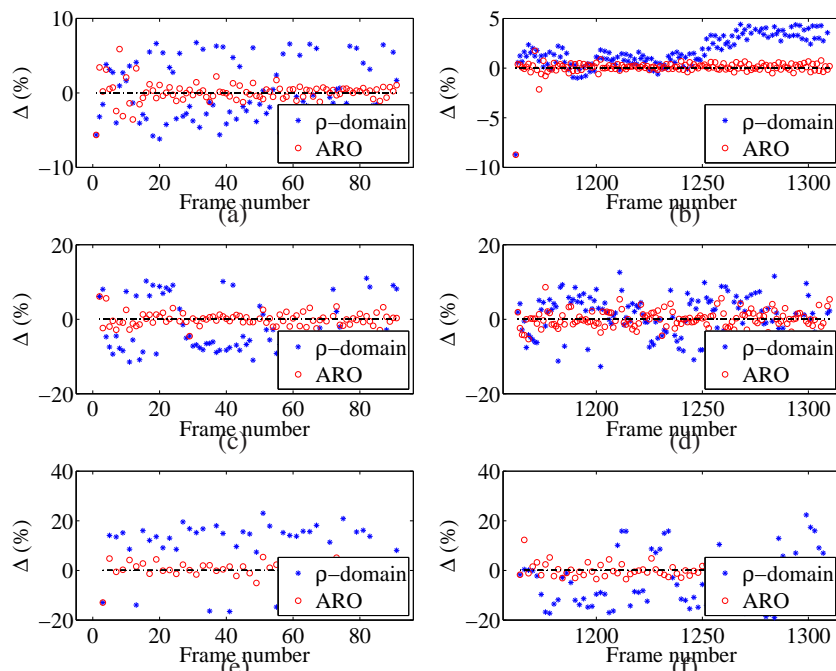 10
0
−10
Δ (%)
0 20 40 60 80
Frame number
(a)
ρ−domain
ARO
5
0
−5
−10
Δ (%)
1200 1250 1300
Frame number
(b)
ρ−domain
ARO
20
0
−20
Δ (%)
0 20 40 60 80
Frame number
(c)
ρ−domain
ARO
20
0
−20
Δ (%)
1200 1250 1300
Frame number
(d)
ρ−domain
ARO
40
20
0
−20
Δ (%)
0 20 40 60 80
Frame number
(e)
ρ−domain
ARO
40
20
0
−20
Δ (%)
1200 1250 1300
Frame number
(f)
ρ−domain
ARO